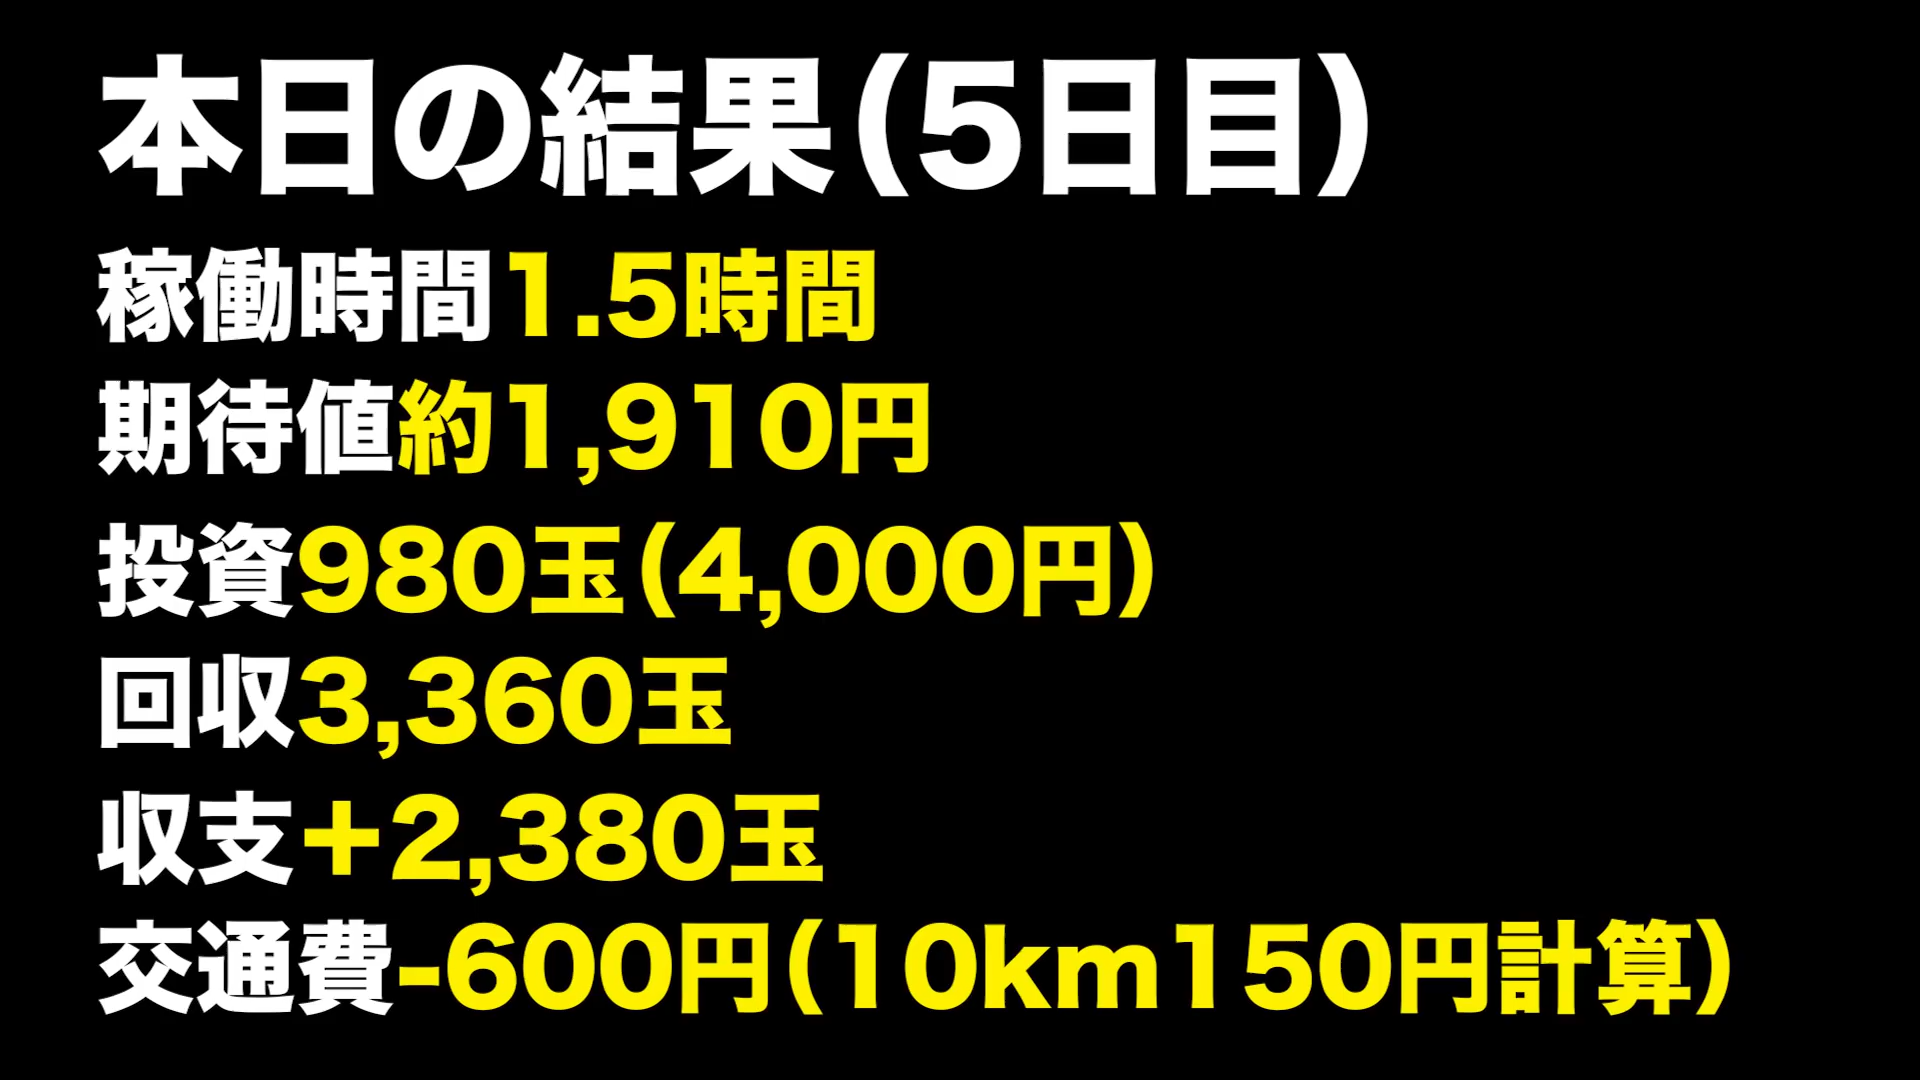 本日の結果（5日目）
稼働時間1.5時間
期待値約1,910円
投資980玉（4,000円）
回収3,360玉
収支＋2,380玉
交通費-600円（10km150円計算）